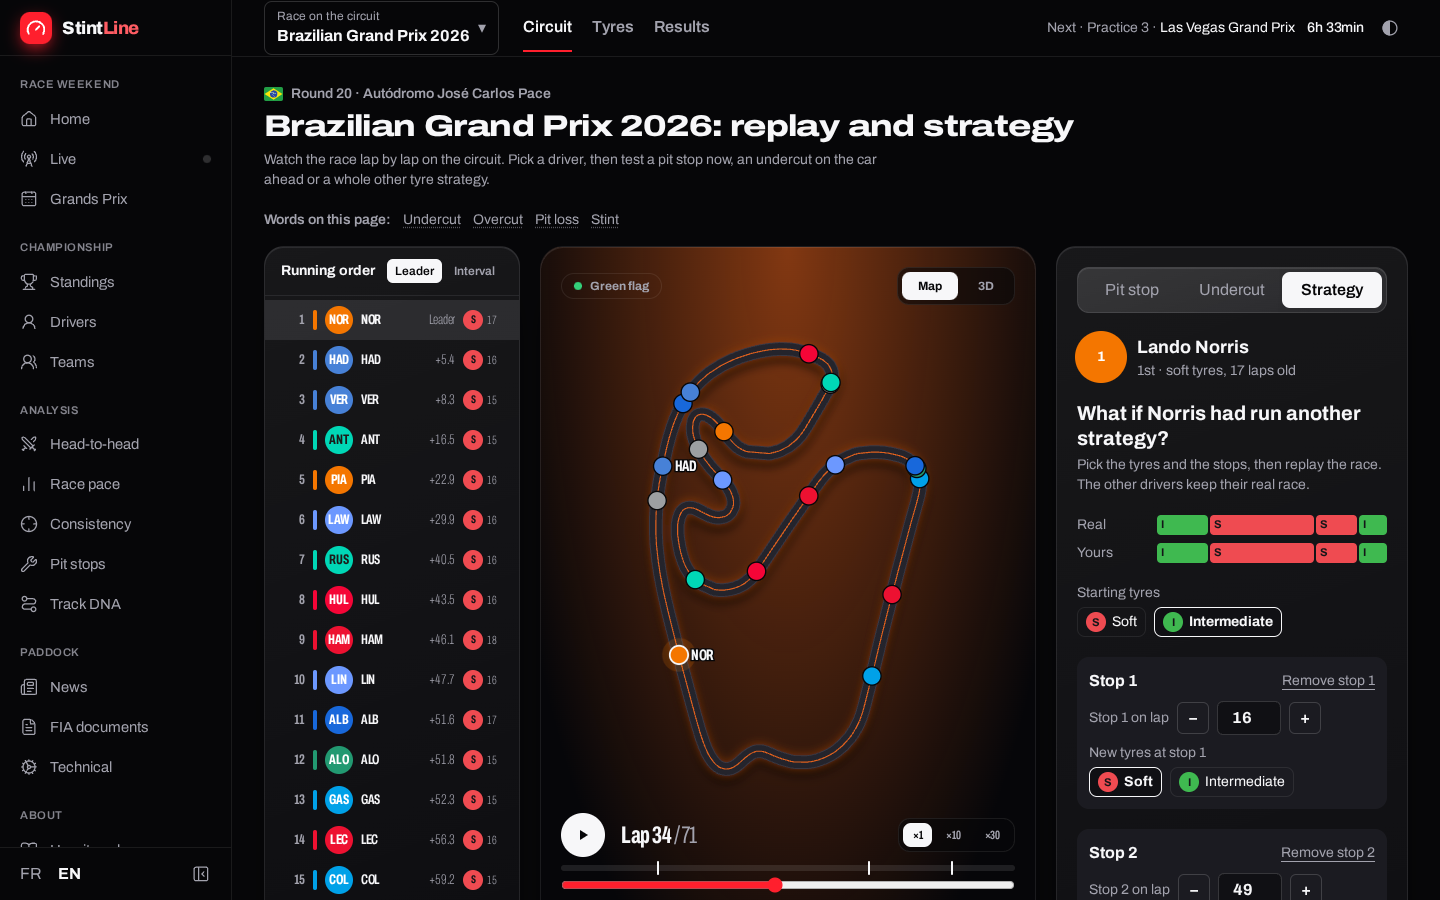 StintLine
RACE WEEKEND
Home
Live
Grands Prix
CHAMPIONSHIP
Standings
Drivers
Teams
ANALYSIS
Head-to-head
Race pace
Consistency
Pit stops
Track DNA
PADDOCK
News
FIA documents
Technical
ABOUT
FR EN
Race on the circuit
Brazilian Grand Prix 2026 ▾
Circuit Tyres Results
Next · Practice 3 · Las Vegas Grand Prix 6h 33min
Round 20 · Autódromo José Carlos Pace
Brazilian Grand Prix 2026: replay and strategy
Watch the race lap by lap on the circuit. Pick a driver, then test a pit stop now, an undercut on the car
ahead or a whole other tyre strategy.
Words on this page: Undercut Overcut Pit loss Stint
Running order Leader Interval
1 NOR NOR Leader S 17
2 HAD HAD +5.4 S 16
3 VER VER +8.3 S 15
4 ANT ANT +16.5 S 15
5 PIA PIA +22.9 S 16
6 LAW LAW +29.9 S 16
7 RUS RUS +40.5 S 16
8 HUL HUL +43.5 S 16
9 HAM HAM +46.1 S 18
10 LIN LIN +47.7 S 16
11 ALB ALB +51.6 S 17
12 ALO ALO +51.8 S 15
13 GAS GAS +52.3 S 15
14 LEC LEC +56.3 S 16
15 COL COL +59.2 S 15
Green flag
Map 3D
HAD
NOR
Lap 34 /71
×1 ×10 ×30
Pit stop Undercut Strategy
1
Lando Norris
1st · soft tyres, 17 laps old
What if Norris had run another
strategy?
Pick the tyres and the stops, then replay the race.
The other drivers keep their real race.
Real I S S I
Yours I S S I
Starting tyres
S Soft I Intermediate
Stop 1 Remove stop 1
Stop 1 on lap − 16 +
New tyres at stop 1
S Soft I Intermediate
Stop 2 Remove stop 2
Stop 2 on lap − 49 +